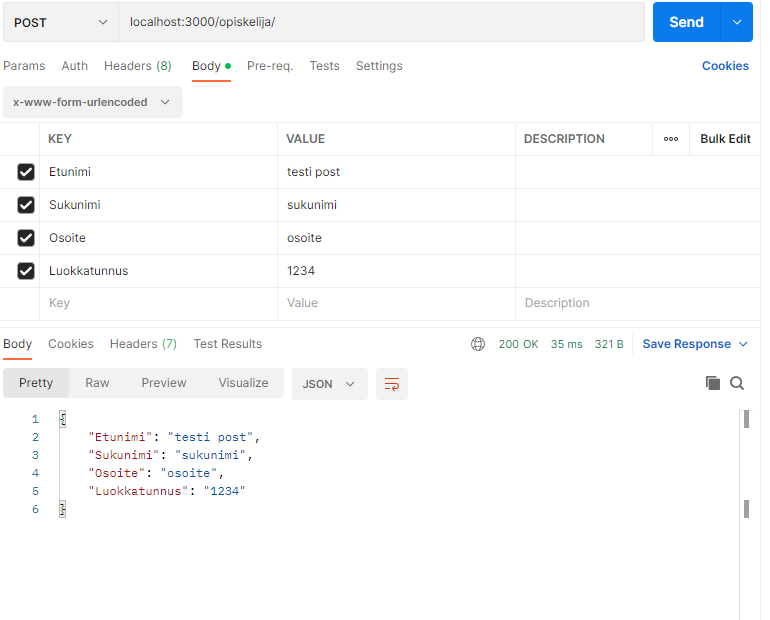 POST localhost:3000/opiskelija/ Send
Params Auth Headers (8) Body Pre-req. Tests Settings Cookies
x-www-form-urlencoded
KEY VALUE DESCRIPTION Bulk Edit
Etunimi testi post
Sukunimi sukunimi
Osoite osoite
Luokkatunnus 1234
Key Value Description
Body Cookies Headers (7) Test Results 200 OK 35 ms 321 B Save Response
Pretty Raw Preview Visualize JSON
1 {
2 "Etunimi": "testi post",
3 "Sukunimi": "sukunimi",
4 "Osoite": "osoite",
5 "Luokkatunnus": "1234"
6 }